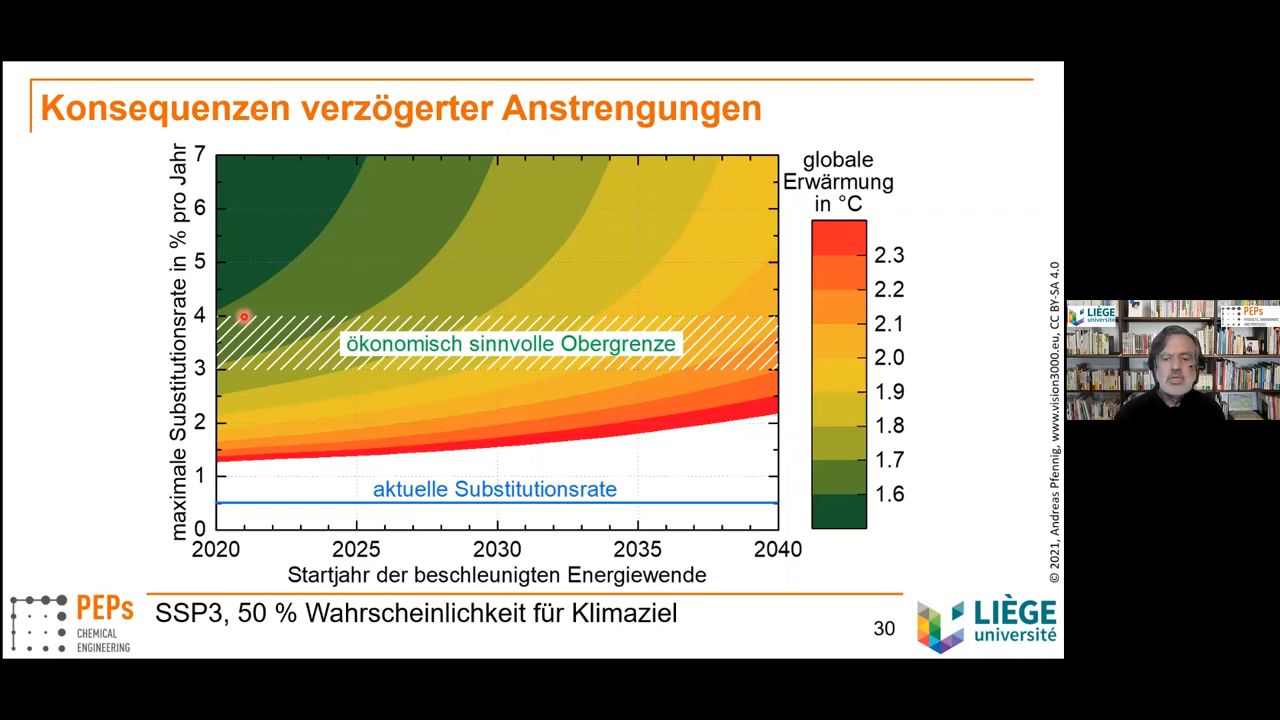 Konsequenzen verzögerter Anstrengungen
maximale Substitutionsrate in % pro Jahr
7
6
5
4
3
2
1
0
2020
2025
2030
2035
2040
Startjahr der beschleunigten Energiewende
ökonomisch sinnvolle Obergrenze
aktuelle Substitutionsrate
globale
Erwärmung
in °C
2.3
2.2
2.1
2.0
1.9
1.8
1.7
1.6
© 2021, Andreas Pfennig, www.vision3000.eu, CC BY-SA 4.0
PEPs
CHEMICAL
ENGINEERING
SSP3, 50 % Wahrscheinlichkeit für Klimaziel
30
LIÈGE
université
LIÈGE
université
PEPs